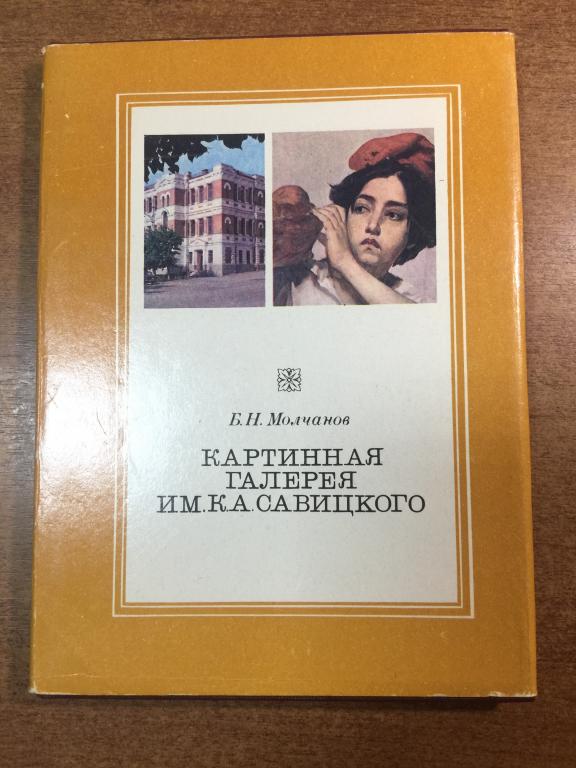 Б.Н. Молчанов
КАРТИННАЯ
ГАЛЕРЕЯ
ИМ.К.А.САВИЦКОГО